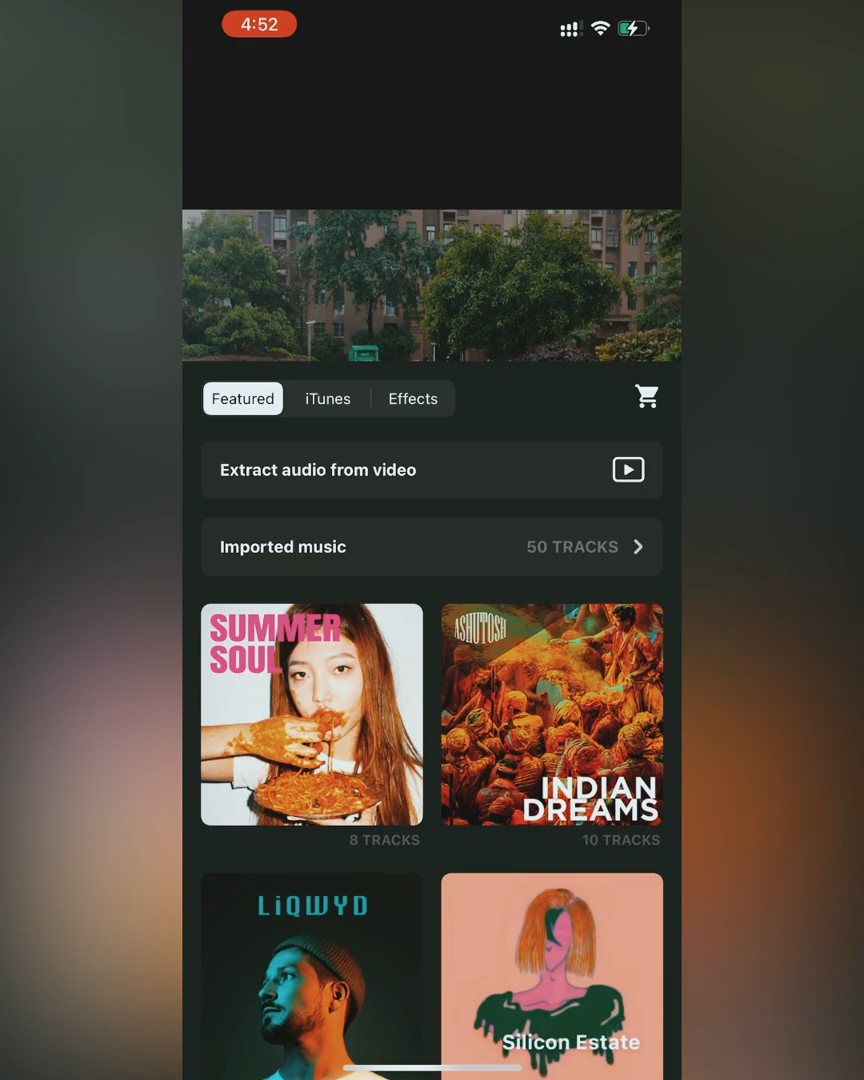 4:52
Featured
iTunes
Effects
Extract audio from video
Imported music
50 TRACKS
SUMMER
SOUL
ASHUTOSH
INDIAN
DREAMS
8 TRACKS
10 TRACKS
LiQWYD
Silicon Estate